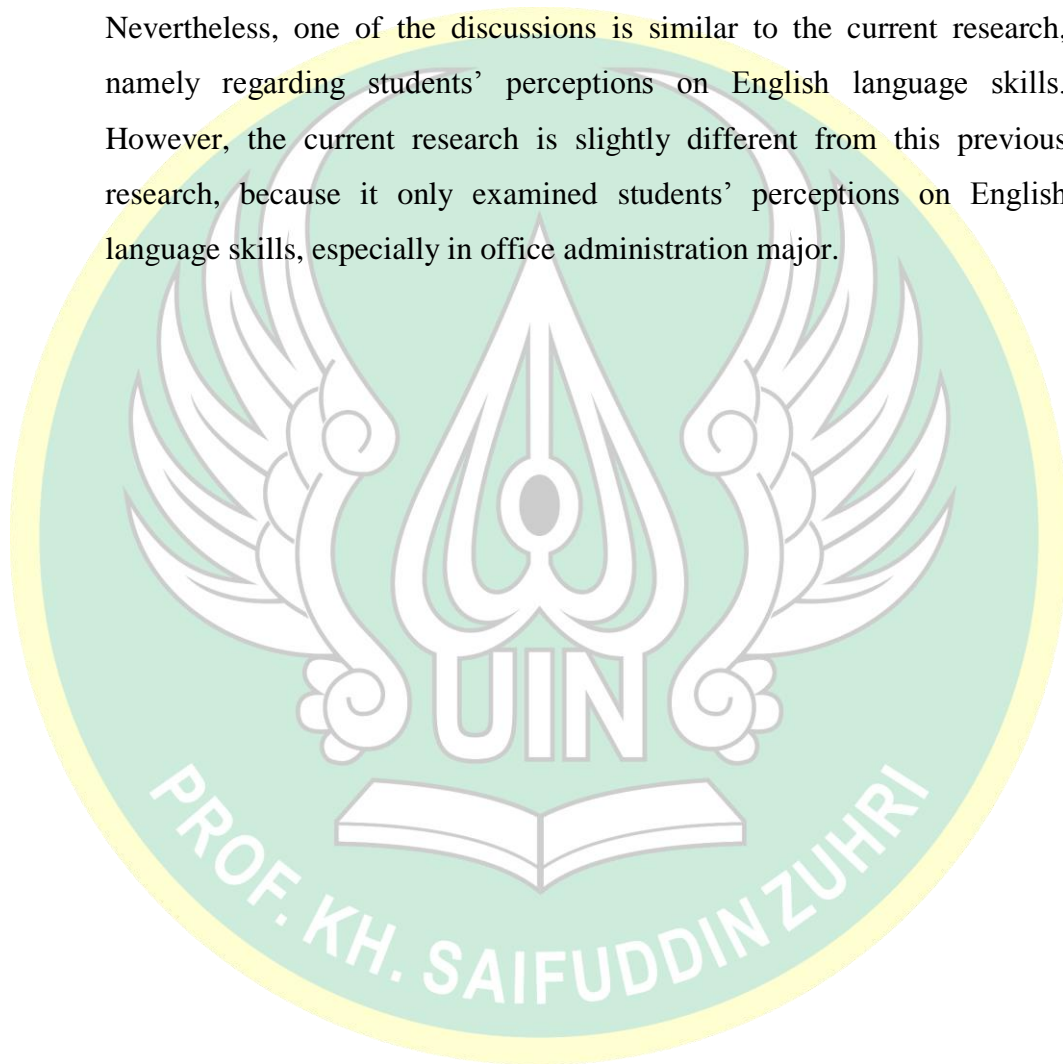 Nevertheless, one of the discussions is similar to the current research,
namely regarding students’ perceptions on English language skills.
However, the current research is slightly different from this previous
research, because it only examined students’ perceptions on English
language skills, especially in office administration major.
UIN
PROF. KH. SAIFUDDIN ZUHRI